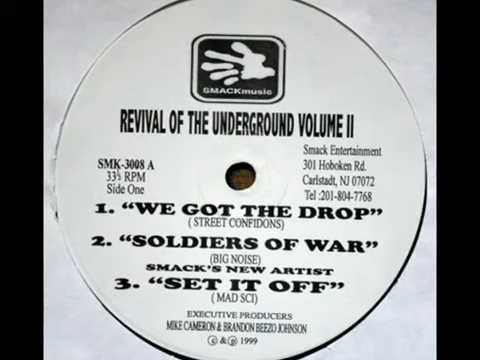 SMACKmusic
REVIVAL OF THE UNDERGROUND VOLUME II
SMK-3008 A
33⅓ RPM
Side One
Smack Entertainment
301 Hoboken Rd.
Carlstadt, NJ 07072
Tel :201-804-7768
1. “WE GOT THE DROP”
( STREET CONFIDONS)
2. “SOLDIERS OF WAR”
(BIG NOISE)
SMACK'S NEW ARTIST
3. “SET IT OFF”
( MAD SCI)
EXECUTIVE PRODUCERS
MIKE CAMERON & BRANDON BEEZO JOHNSON
© & ℗ 1999